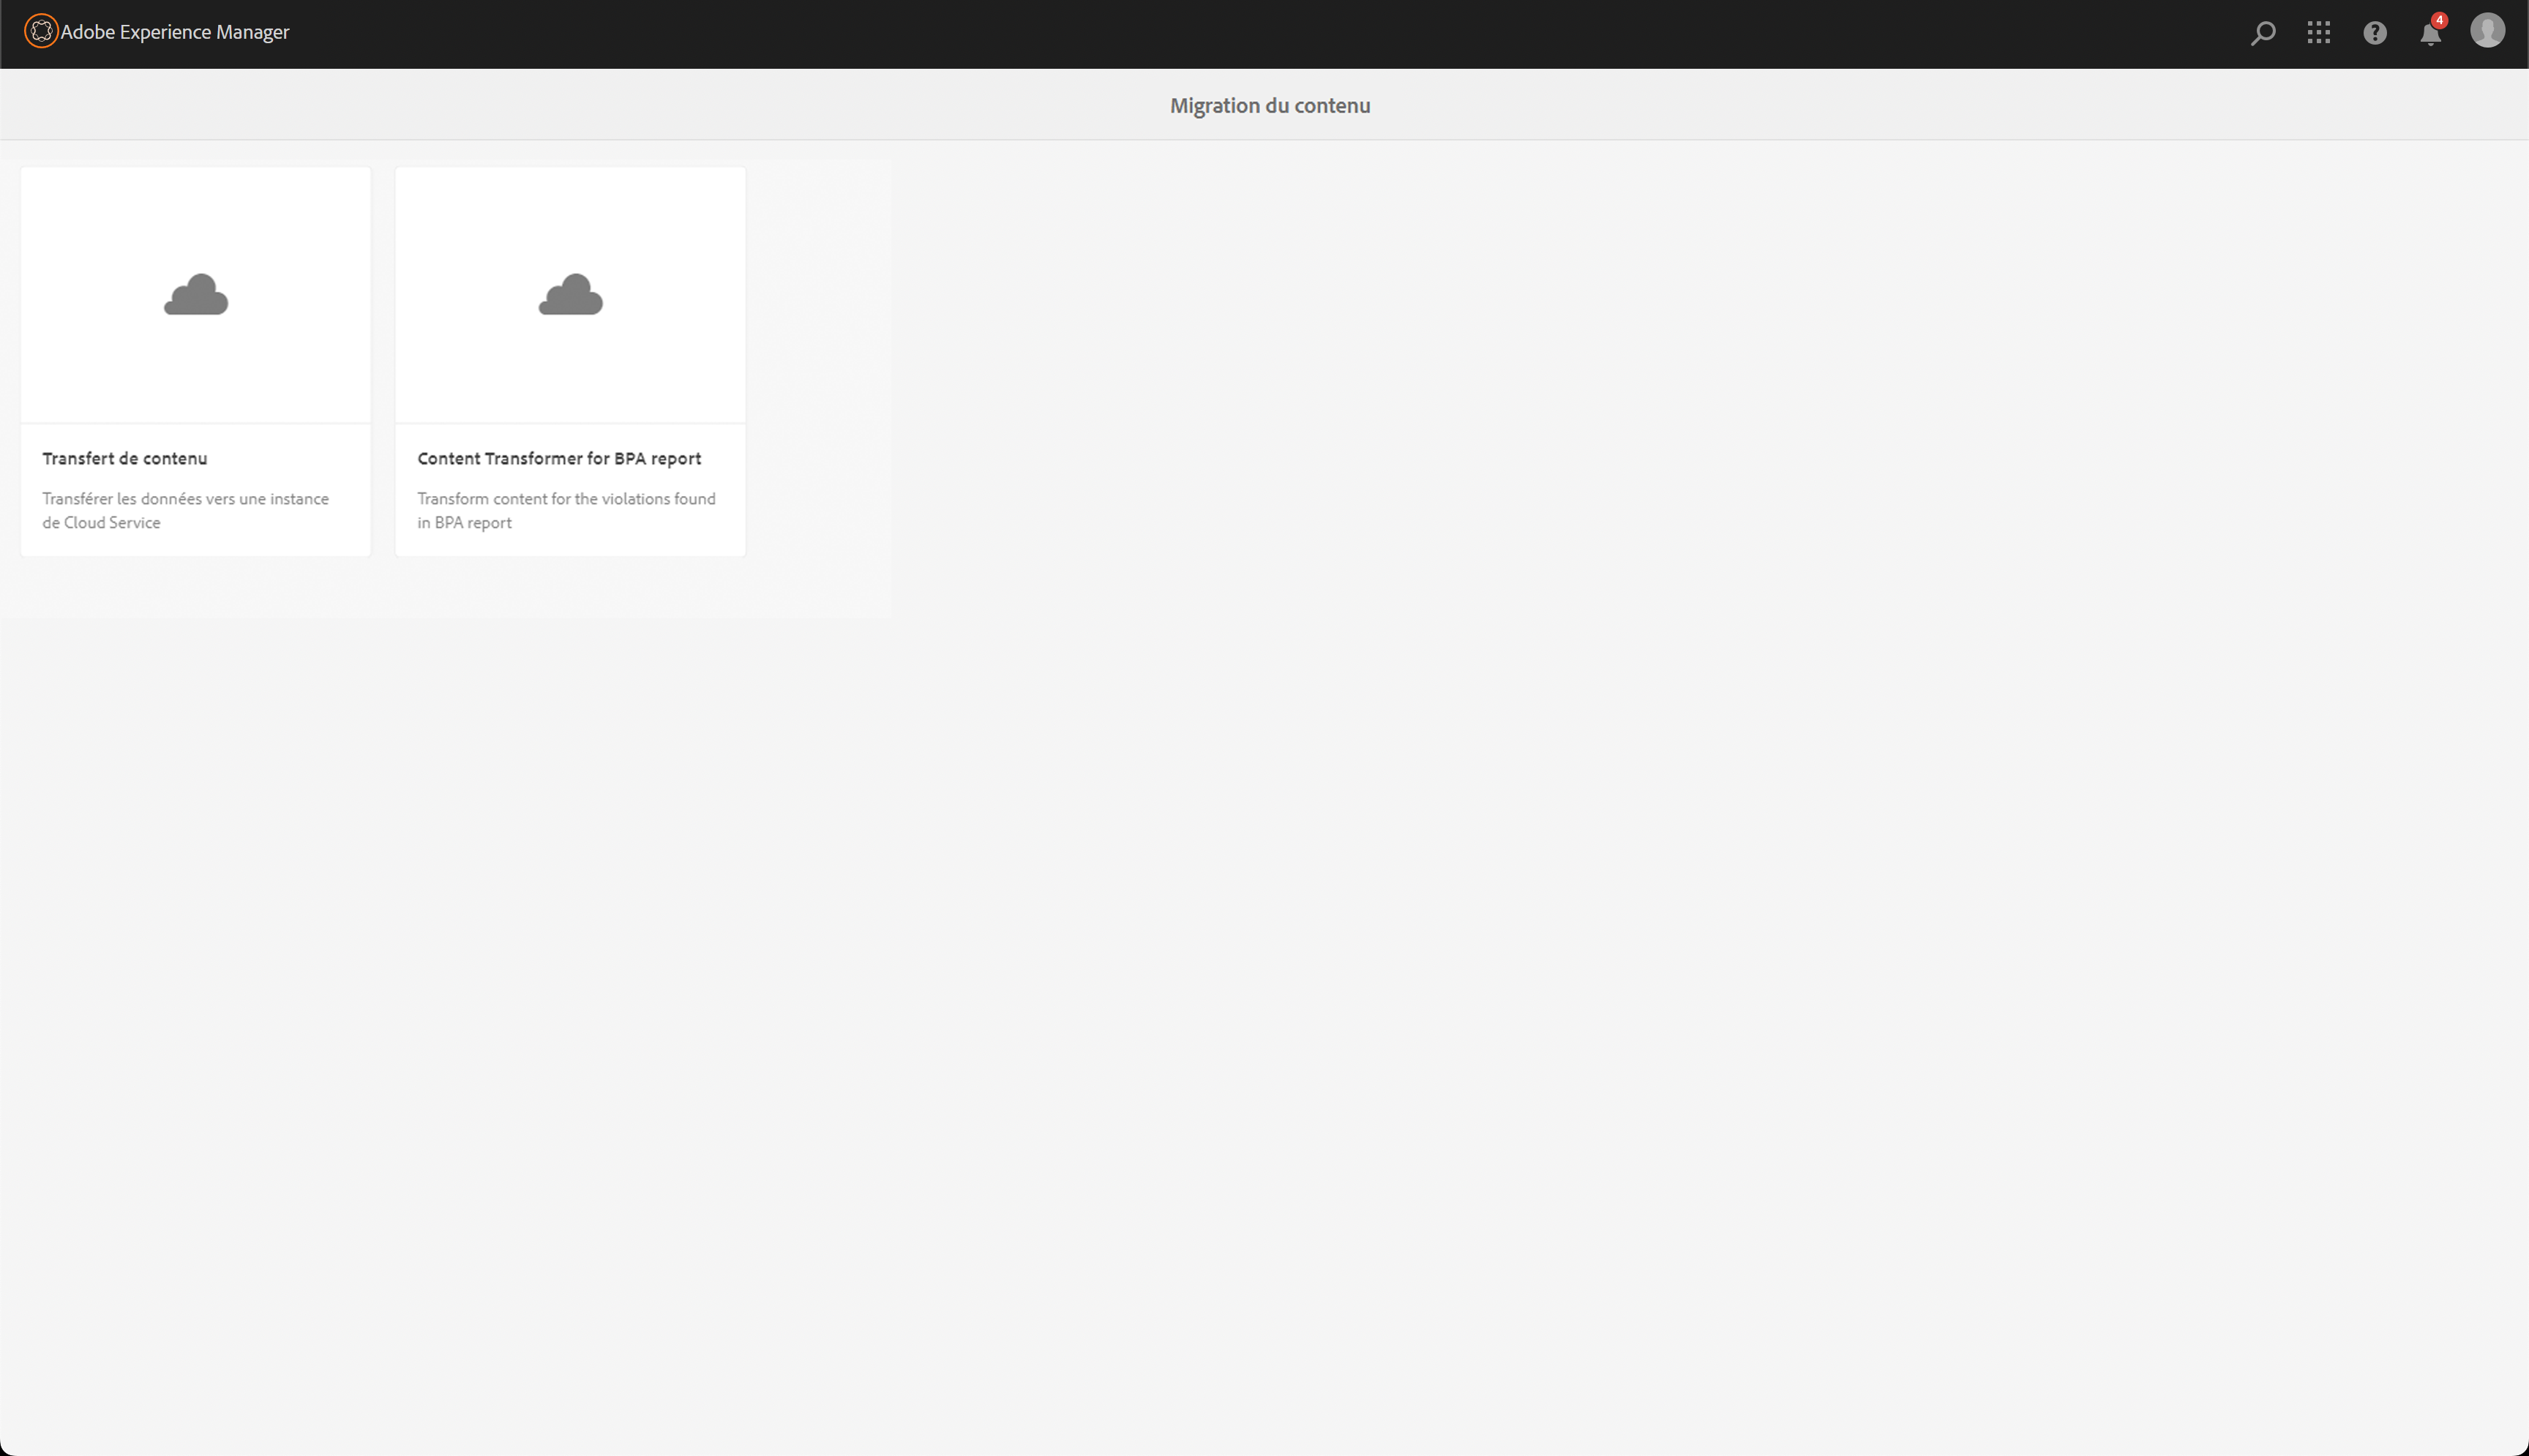 Adobe Experience Manager
4
Migration du contenu
Transfert de contenu
Transférer les données vers une instance
de Cloud Service
Content Transformer for BPA report
Transform content for the violations found
in BPA report